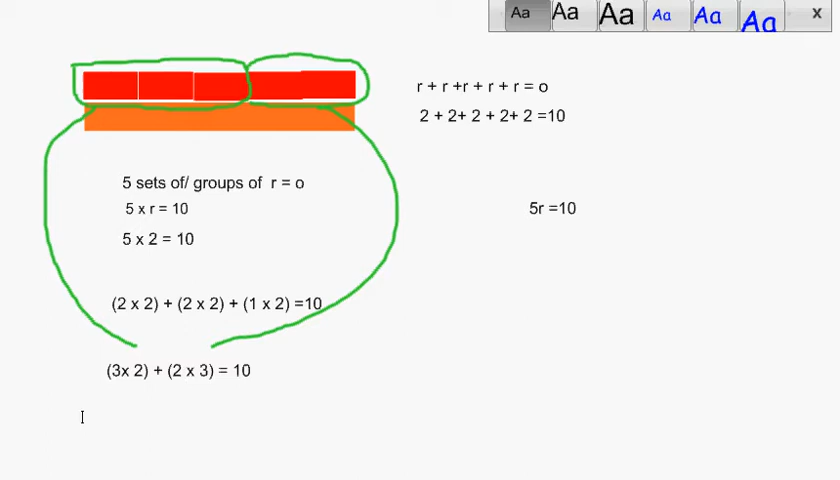 Aa Aa Aa Aa Aa Aa X
r + r +r + r + r = o
2 + 2+ 2 + 2+ 2 =10
5 sets of/ groups of r = o
5 x r = 10
5r =10
5 x 2 = 10
(2 x 2) + (2 x 2) + (1 x 2) =10
(3x 2) + (2 x 3) = 10